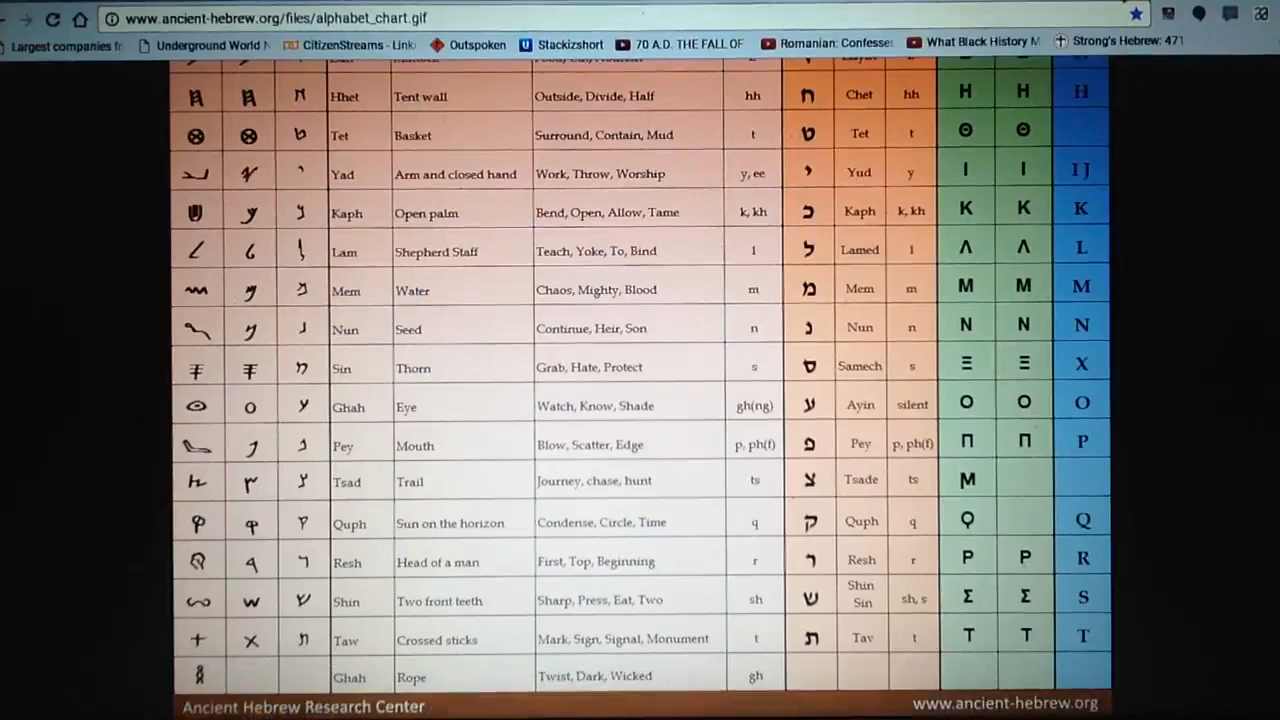 www.ancient-hebrew.org/files/alphabet_chart.gif
Largest companies fr Underground World N CitizenStreams - Link Outspoken Stackizshort 70 A.D. THE FALL OF Romanian: Confesse What Black History M Strong's Hebrew: 471
Hhet Tent wall Outside, Divide, Half hh ח Chet hh H H H
Tet Basket Surround, Contain, Mud t ט Tet t Θ Θ
Yad Arm and closed hand Work, Throw, Worship y, ee י Yud y I I I J
Kaph Open palm Bend, Open, Allow, Tame k, kh כ Kaph k, kh K K K
Lam Shepherd Staff Teach, Yoke, To, Bind l ל Lamed l Λ Λ L
Mem Water Chaos, Mighty, Blood m מ Mem m M M M
Nun Seed Continue, Heir, Son n נ Nun n N N N
Sin Thorn Grab, Hate, Protect s ס Samech s Ξ Ξ X
Ghah Eye Watch, Know, Shade gh(ng) ע Ayin silent O O O
Pey Mouth Blow, Scatter, Edge p, ph(f) פ Pey p, ph(f) Π Π P
Tsad Trail Journey, chase, hunt ts צ Tsade ts M
Quph Sun on the horizon Condense, Circle, Time q ק Quph q Ϙ Q
Resh Head of a man First, Top, Beginning r ר Resh r P P R
Shin Two front teeth Sharp, Press, Eat, Two sh ש Shin Sin sh, s Σ Σ S
Taw Crossed sticks Mark, Sign, Signal, Monument t ת Tav t T T T
Ghah Rope Twist, Dark, Wicked gh
Ancient Hebrew Research Center www.ancient-hebrew.org